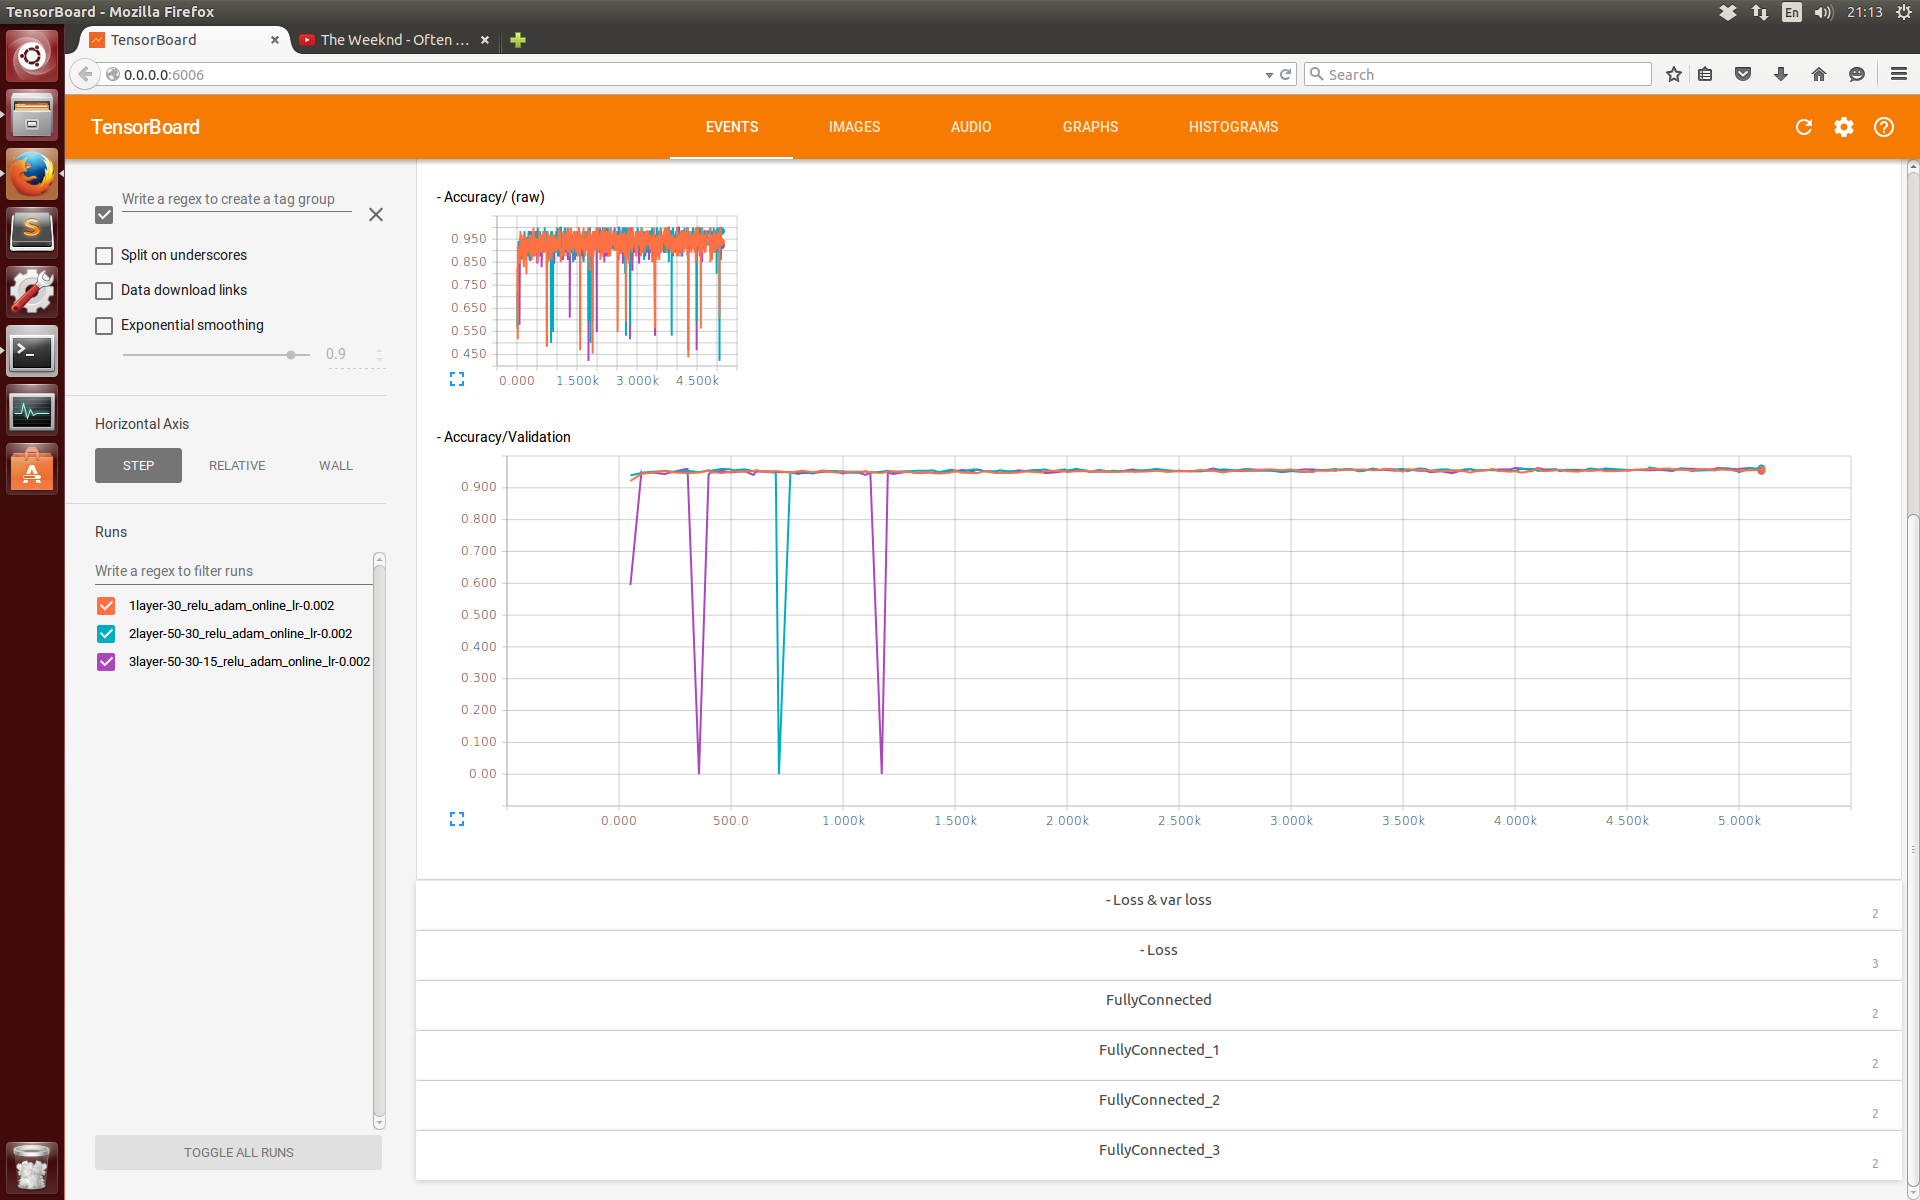 TensorBoard - Mozilla Firefox
En
21:13
TensorBoard
The Weeknd - Often ...
0.0.0.0:6006
Search
TensorBoard
EVENTS
IMAGES
AUDIO
GRAPHS
HISTOGRAMS
Write a regex to create a tag group
Split on underscores
Data download links
Exponential smoothing
0.9
Horizontal Axis
STEP
RELATIVE
WALL
Runs
Write a regex to filter runs
1layer-30_relu_adam_online_lr-0.002
2layer-50-30_relu_adam_online_lr-0.002
3layer-50-30-15_relu_adam_online_lr-0.002
TOGGLE ALL RUNS
- Accuracy/ (raw)
0.950
0.850
0.750
0.650
0.550
0.450
0.000 1.500k 3.000k 4.500k
- Accuracy/Validation
0.900
0.800
0.700
0.600
0.500
0.400
0.300
0.200
0.100
0.00
0.000 500.0 1.000k 1.500k 2.000k 2.500k 3.000k 3.500k 4.000k 4.500k 5.000k
- Loss & var loss
2
- Loss
3
FullyConnected
2
FullyConnected_1
2
FullyConnected_2
2
FullyConnected_3
2